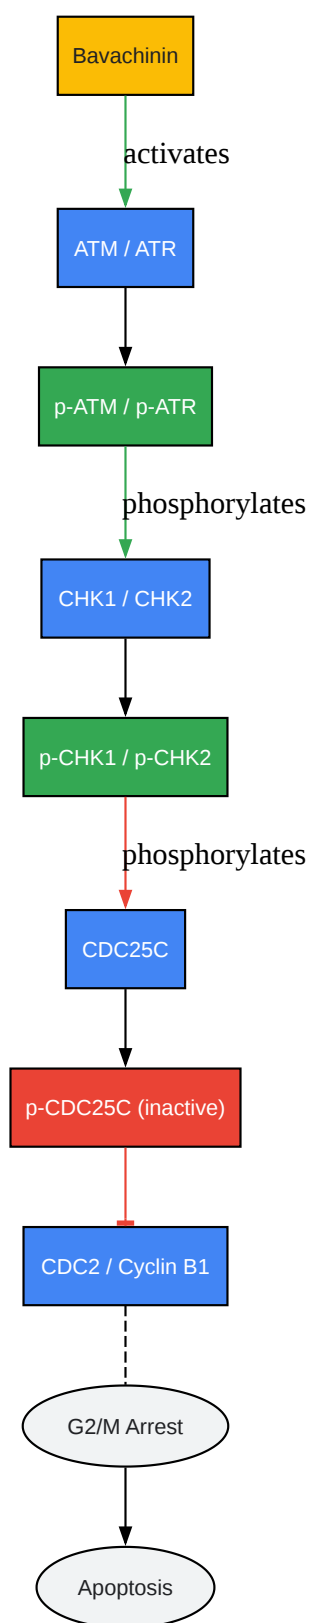 Bavachinin
activates
ATM / ATR
p-ATM / p-ATR
phosphorylates
CHK1 / CHK2
p-CHK1 / p-CHK2
phosphorylates
CDC25C
p-CDC25C (inactive)
CDC2 / Cyclin B1
G2/M Arrest
Apoptosis